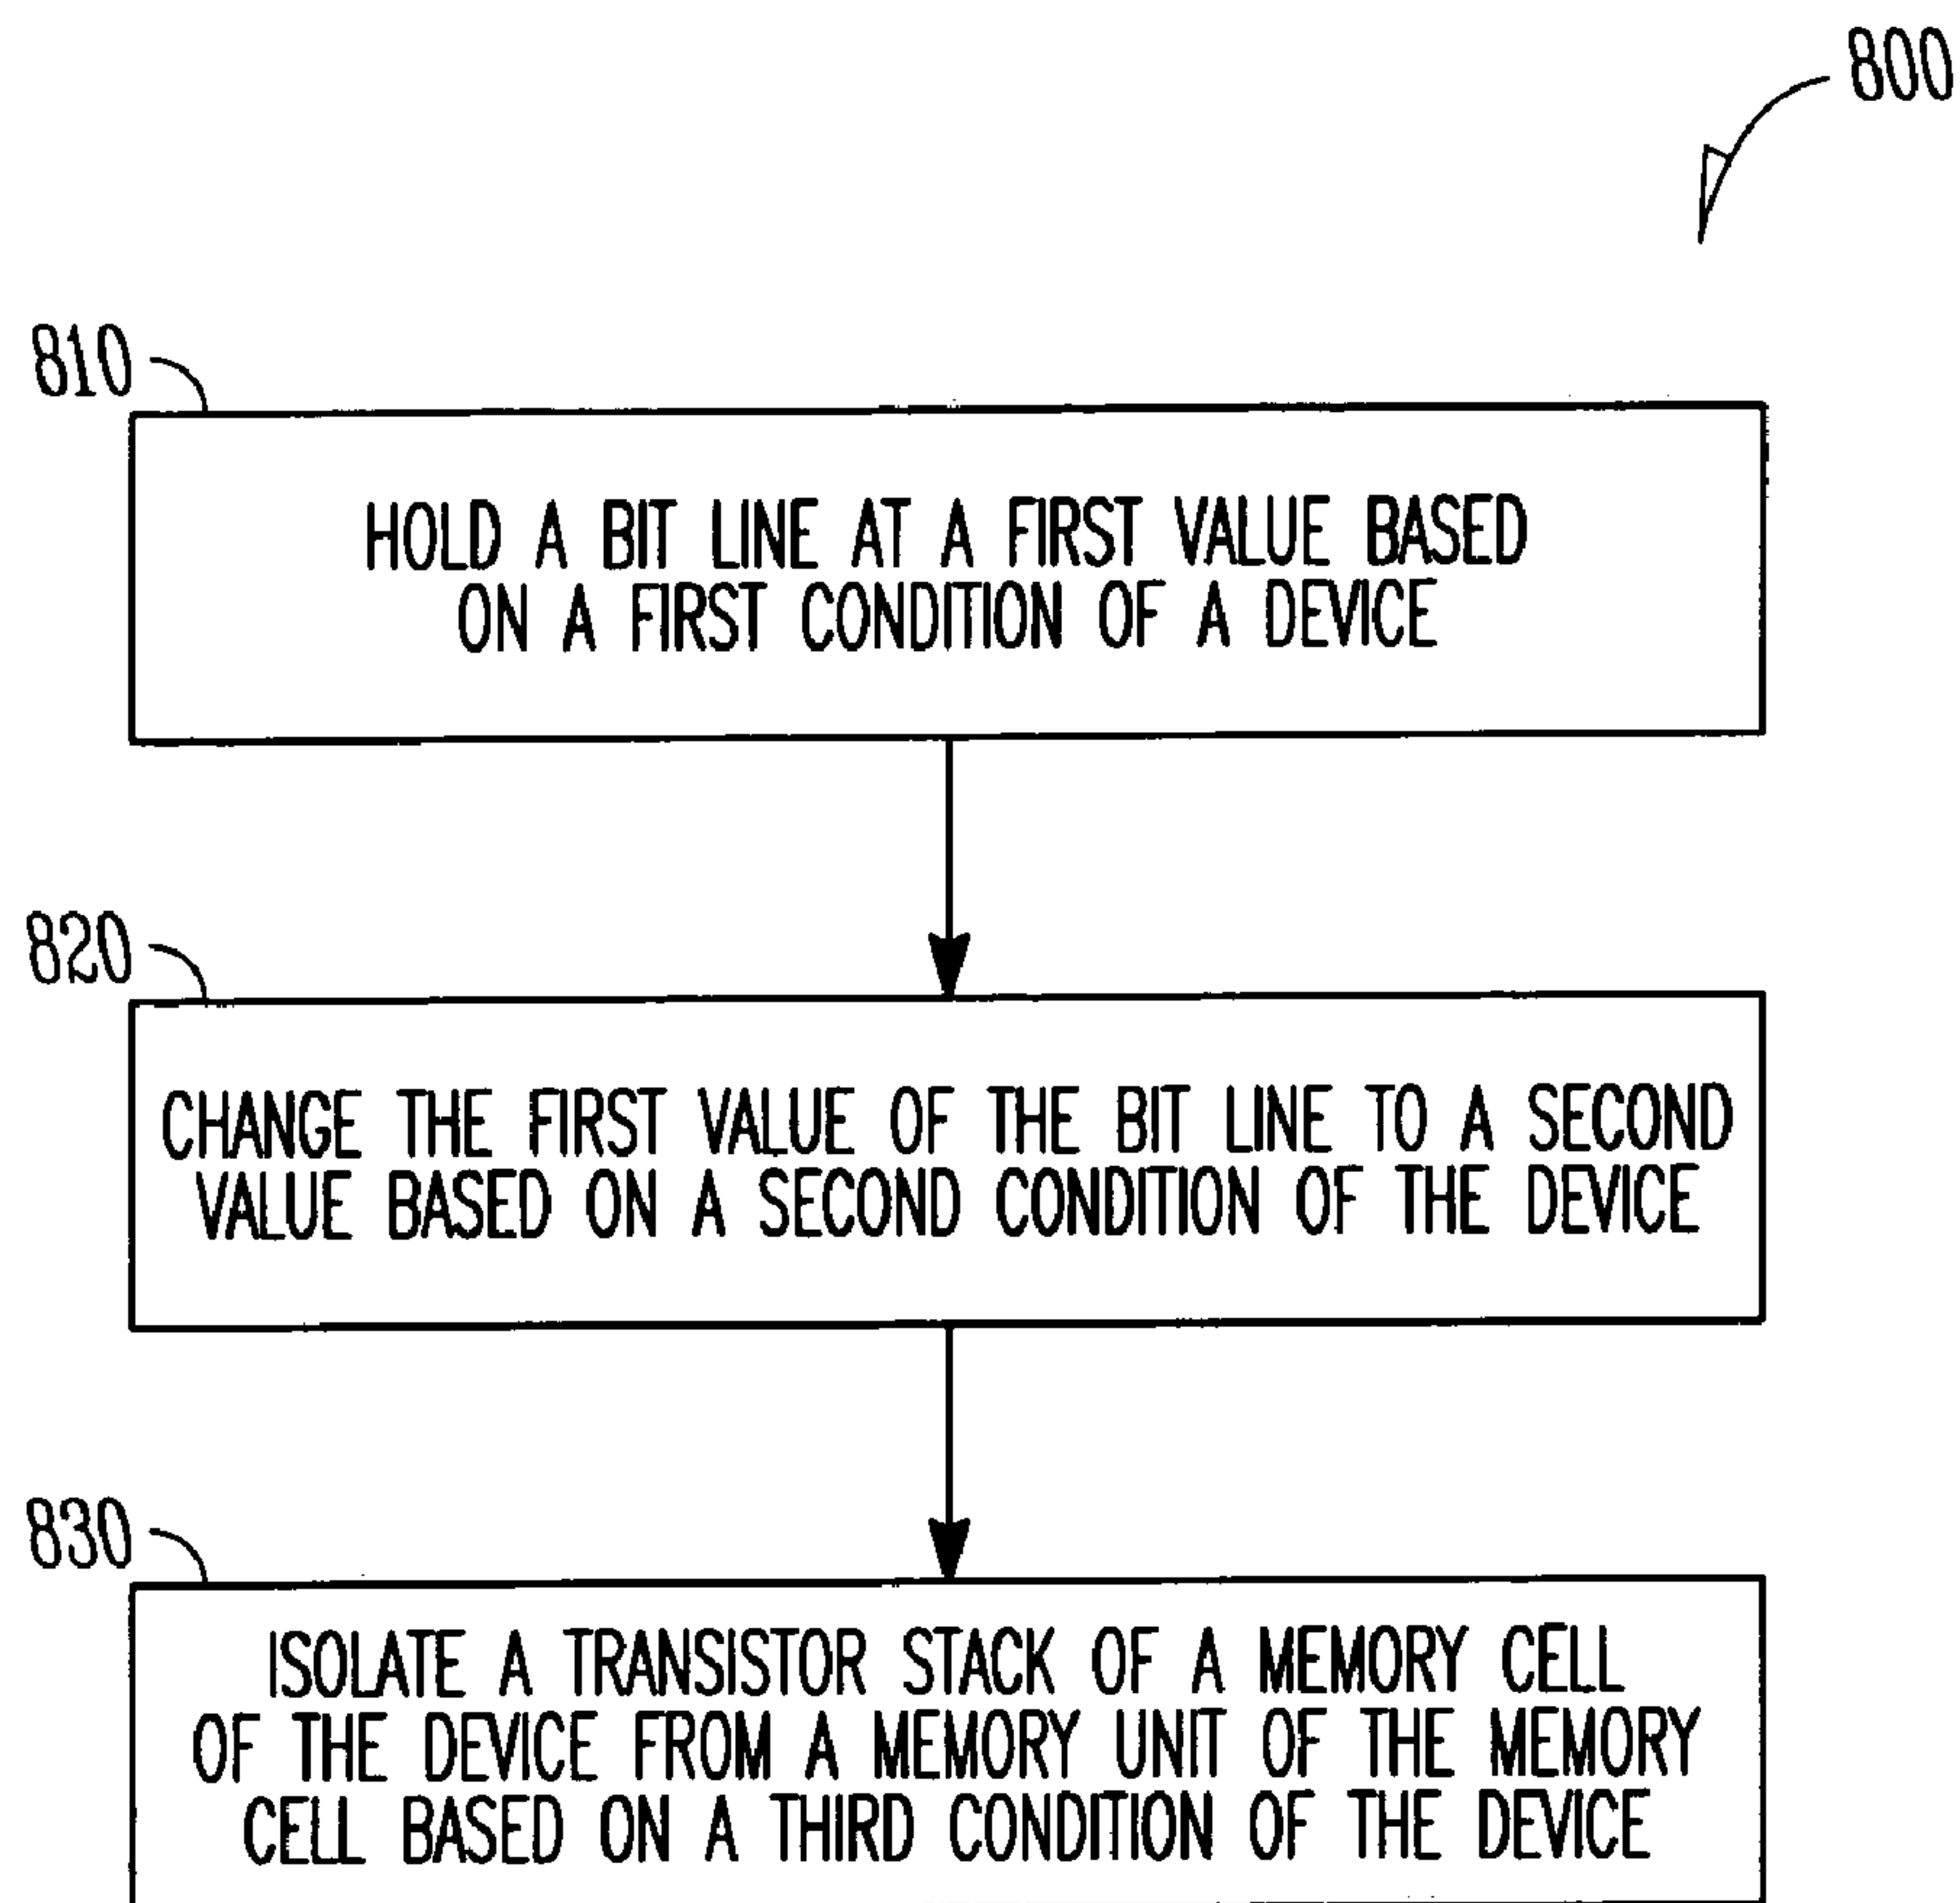 800
810
HOLD A BIT LINE AT A FIRST VALUE BASED
ON A FIRST CONDITION OF A DEVICE
820
CHANGE THE FIRST VALUE OF THE BIT LINE TO A SECOND
VALUE BASED ON A SECOND CONDITION OF THE DEVICE
830
ISOLATE A TRANSISTOR STACK OF A MEMORY CELL
OF THE DEVICE FROM A MEMORY UNIT OF THE MEMORY
CELL BASED ON A THIRD CONDITION OF THE DEVICE